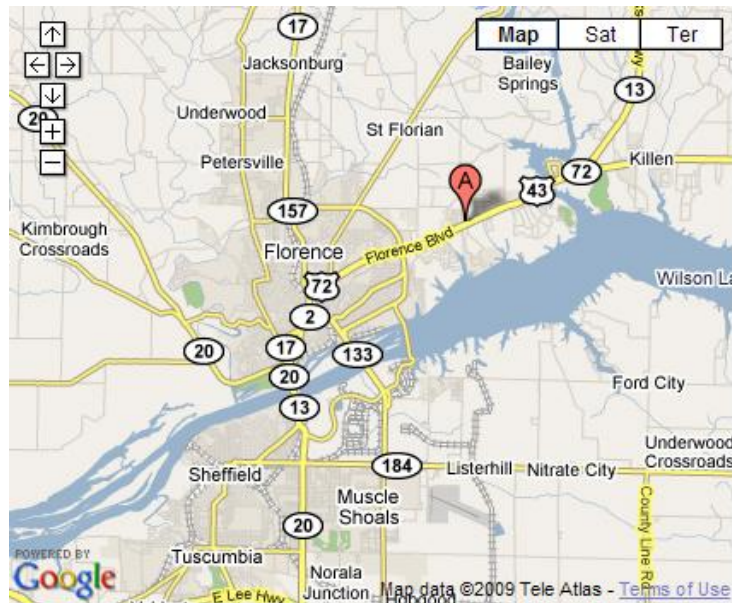 17
Map Sat Ter
Jacksonburg
Bailey
Springs
13
20
Underwood
St Florian
Petersville
Killen
72
43
A
157
Kimbrough
Crossroads
Florence
Florence Blvd
72
Wilson La
2
17
133
20
20
13
Ford City
Underwood
Crossroads
184
Sheffield
Listerhill
Nitrate City
Muscle
Shoals
County Line Rd
20
Tuscumbia
POWERED BY
Google
Norala
Junction
E Lee Hwy
Map data ©2009 Tele Atlas - Terms of Use